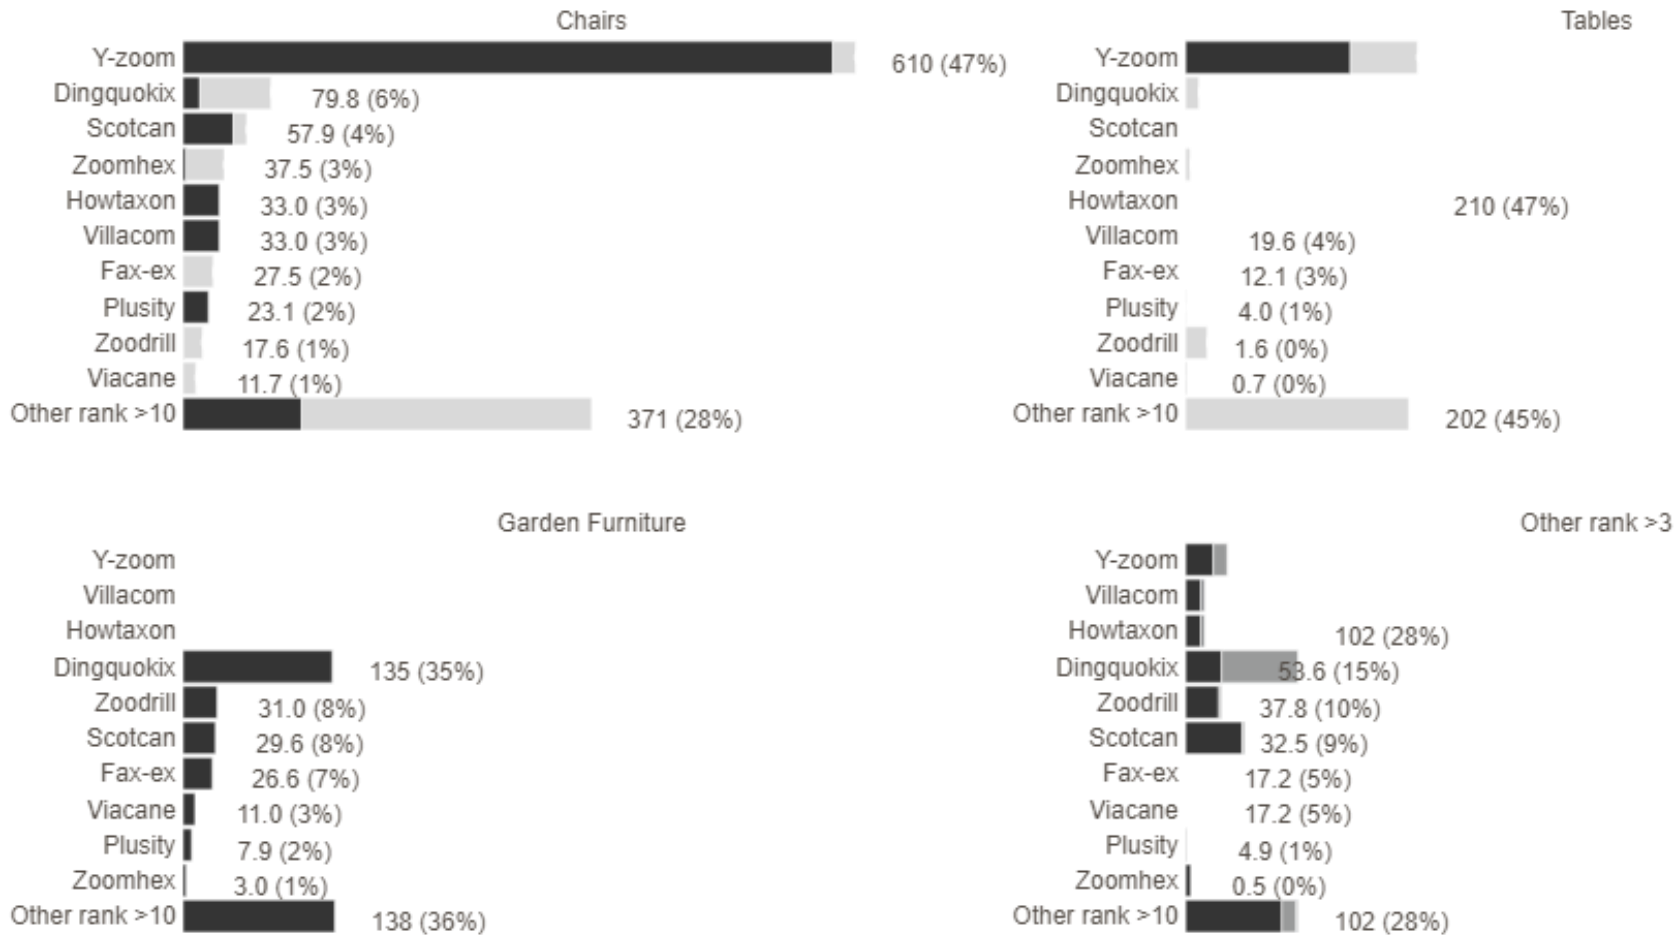 Chairs
Y-zoom 610 (47%)
Dingquokix 79.8 (6%)
Scotcan 57.9 (4%)
Zoomhex 37.5 (3%)
Howtaxon 33.0 (3%)
Villacom 33.0 (3%)
Fax-ex 27.5 (2%)
Plusity 23.1 (2%)
Zoodrill 17.6 (1%)
Viacane 11.7 (1%)
Other rank >10 371 (28%)
Tables
Y-zoom
Dingquokix
Scotcan
Zoomhex
Howtaxon 210 (47%)
Villacom 19.6 (4%)
Fax-ex 12.1 (3%)
Plusity 4.0 (1%)
Zoodrill 1.6 (0%)
Viacane 0.7 (0%)
Other rank >10 202 (45%)
Garden Furniture
Y-zoom
Villacom
Howtaxon
Dingquokix 135 (35%)
Zoodrill 31.0 (8%)
Scotcan 29.6 (8%)
Fax-ex 26.6 (7%)
Viacane 11.0 (3%)
Plusity 7.9 (2%)
Zoomhex 3.0 (1%)
Other rank >10 138 (36%)
Other rank >3
Y-zoom
Villacom
Howtaxon 102 (28%)
Dingquokix 53.6 (15%)
Zoodrill 37.8 (10%)
Scotcan 32.5 (9%)
Fax-ex 17.2 (5%)
Viacane 17.2 (5%)
Plusity 4.9 (1%)
Zoomhex 0.5 (0%)
Other rank >10 102 (28%)